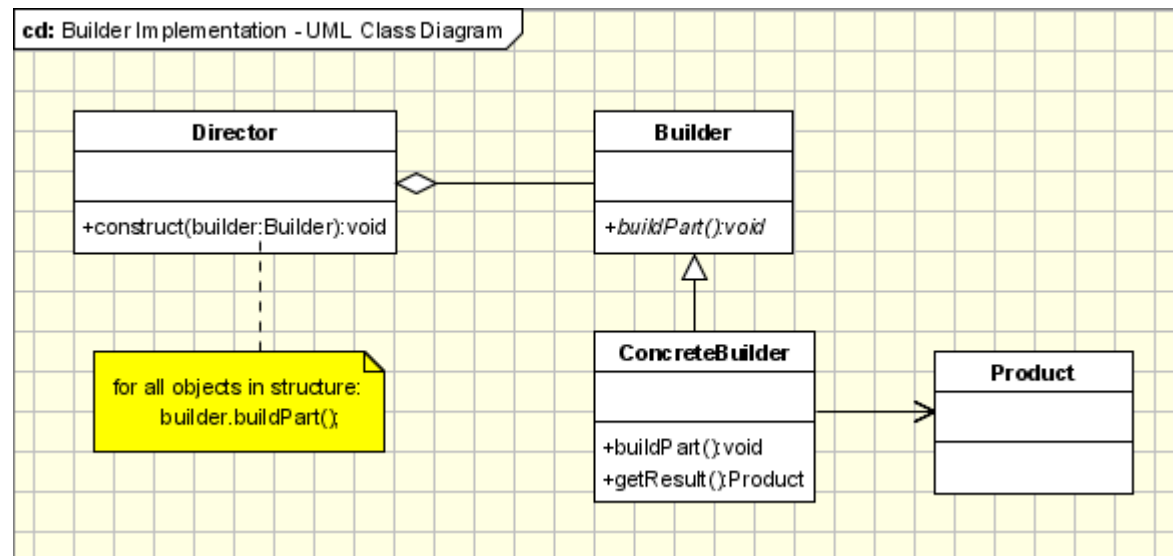 cd: Builder Implementation - UML Class Diagram
Director
+construct(builder:Builder):void
for all objects in structure:
builder.buildPart();
Builder
+buildPart():void
ConcreteBuilder
+buildPart():void
+getResult():Product
Product